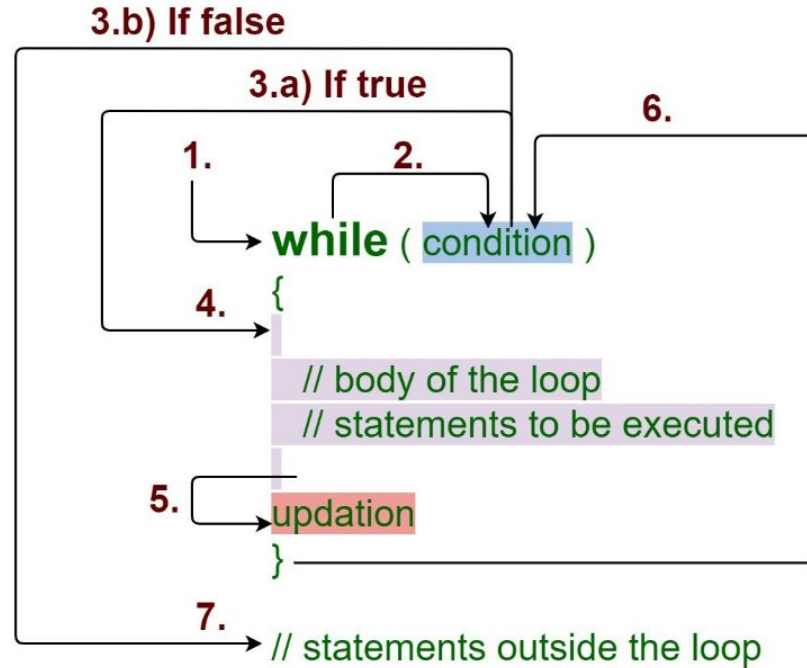 3.b) If false
3.a) If true
6.
1.
2.
while ( condition )
{
4.
// body of the loop
// statements to be executed
5.
updation
}
7.
// statements outside the loop